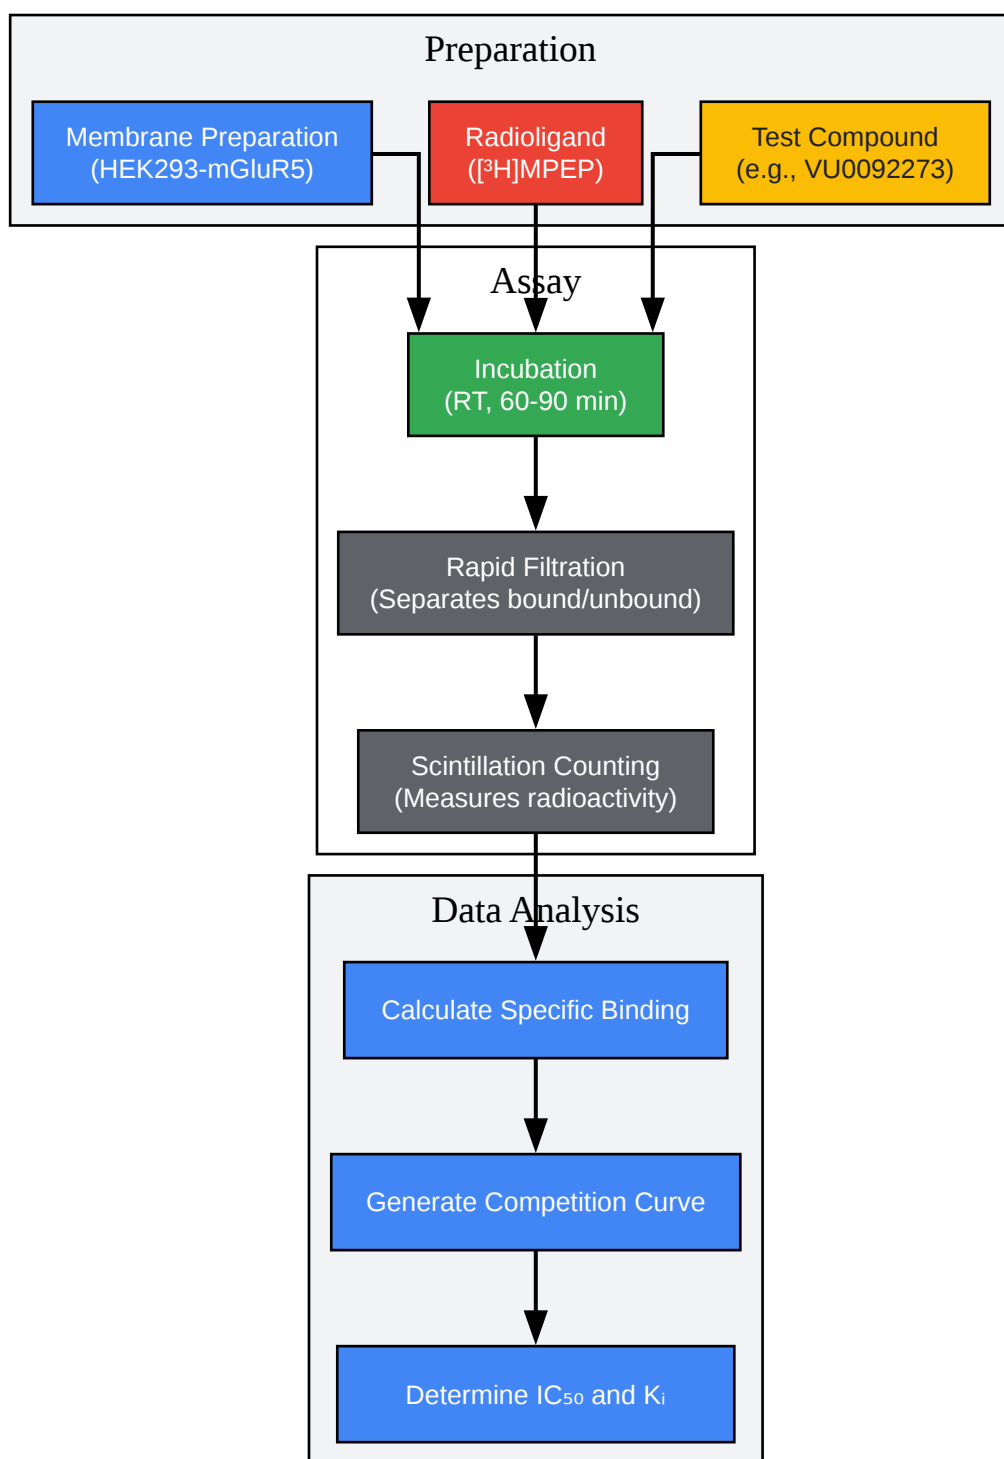 Preparation
Membrane Preparation
(HEK293-mGluR5)
Radioligand
([³H]MPEP)
Test Compound
(e.g., VU0092273)
Assay
Incubation
(RT, 60-90 min)
Rapid Filtration
(Separates bound/unbound)
Scintillation Counting
(Measures radioactivity)
Data Analysis
Calculate Specific Binding
Generate Competition Curve
Determine IC₅₀ and Kᵢ